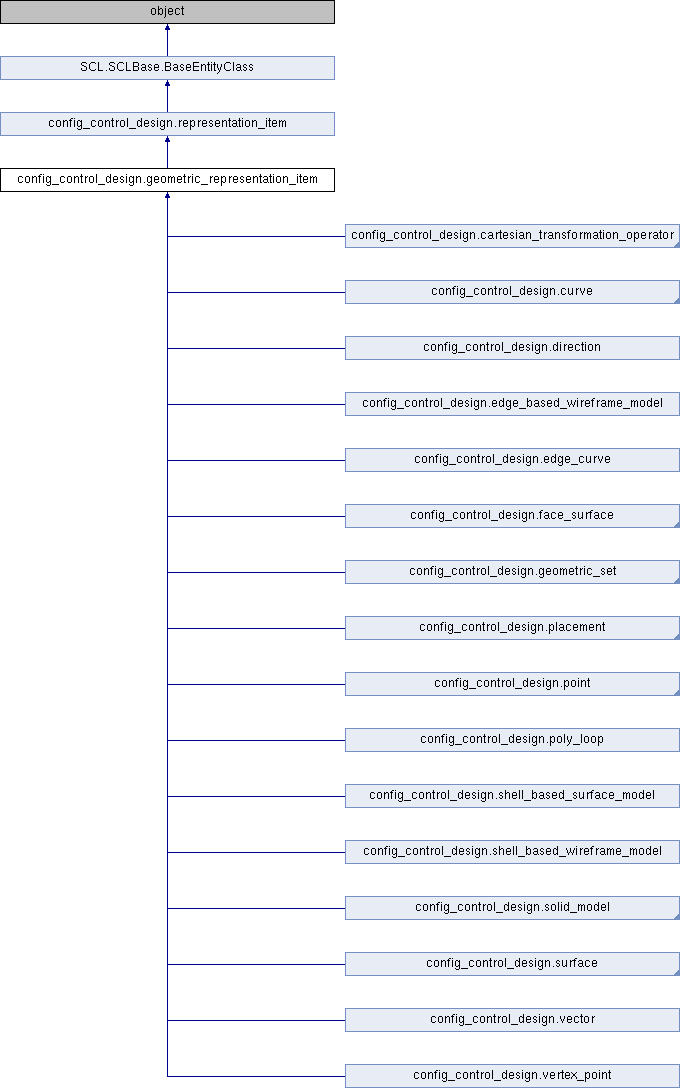 object
SCL.SCLBase.BaseEntityClass
config_control_design.representation_item
config_control_design.geometric_representation_item
config_control_design.cartesian_transformation_operator
config_control_design.curve
config_control_design.direction
config_control_design.edge_based_wireframe_model
config_control_design.edge_curve
config_control_design.face_surface
config_control_design.geometric_set
config_control_design.placement
config_control_design.point
config_control_design.poly_loop
config_control_design.shell_based_surface_model
config_control_design.shell_based_wireframe_model
config_control_design.solid_model
config_control_design.surface
config_control_design.vector
config_control_design.vertex_point